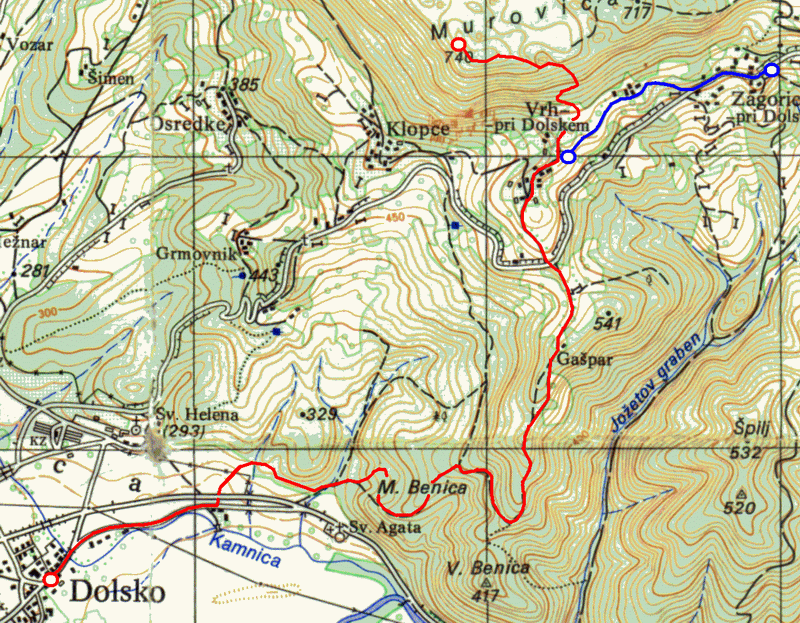 Murovica
717
Vozar
740
Šimen
385
Zagorica
pri Dols
Osredke
Klopce
Vrh
pri Dolskem
450
Grmovnik
443
281
300
541
Gašpar
Jožetov graben
Sv. Helena
(293)
329
Špilj
532
KZ
c
a
M. Benica
520
Sv. Agata
Kamnica
V. Benica
417
Dolsko